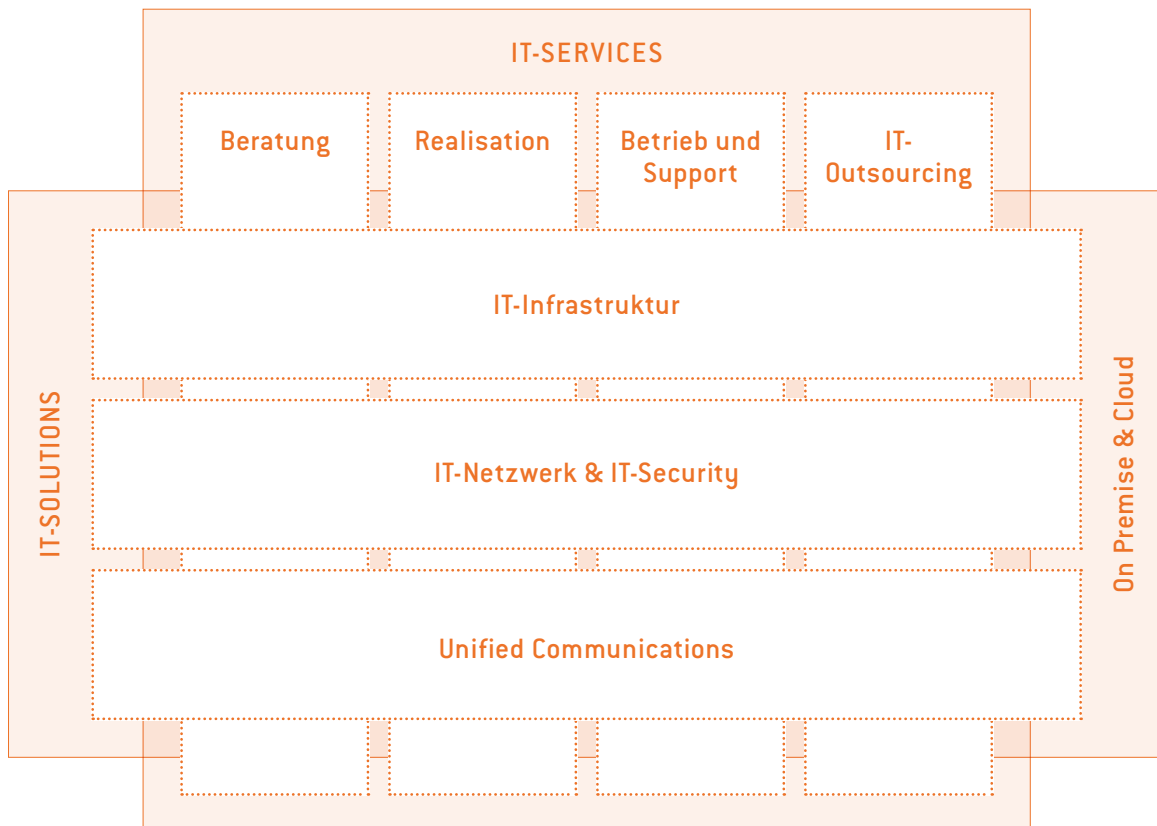 IT-SERVICES
Beratung
Realisation
Betrieb und
Support
IT-
Outsourcing
IT-SOLUTIONS
IT-Infrastruktur
IT-Netzwerk & IT-Security
Unified Communications
On Premise & Cloud